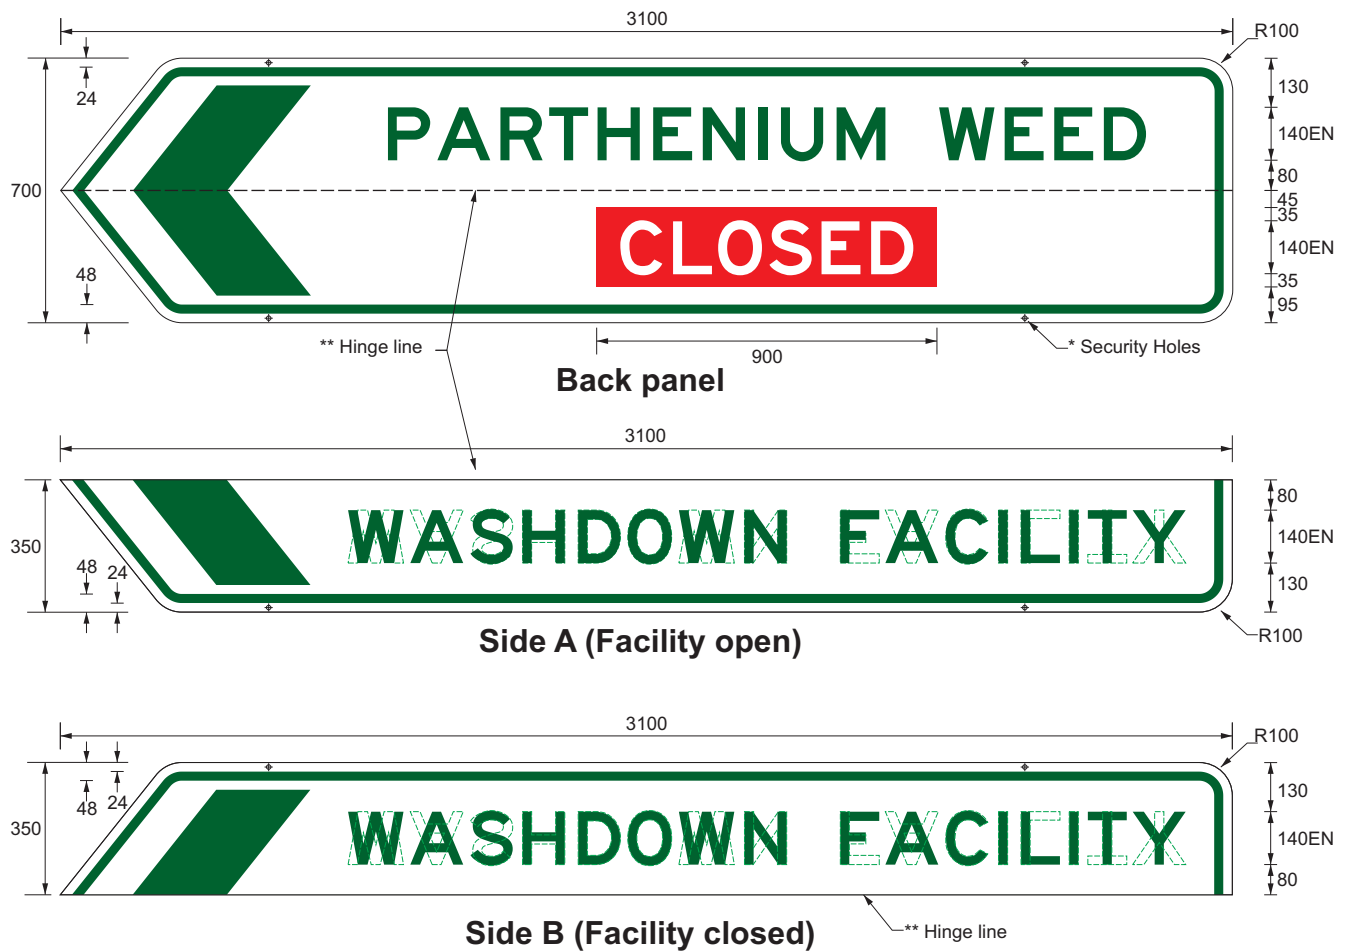 3100
R100
24
130
PARTHENIUM WEED
140EN
80
700
45
35
CLOSED
140EN
48
35
95
** Hinge line
900
* Security Holes
Back panel
3100
80
350
WASHDOWN FACILITY
140EN
48
24
130
R100
Side A (Facility open)
3100
R100
48
24
130
350
WASHDOWN FACILITY
140EN
80
Side B (Facility closed)
** Hinge line